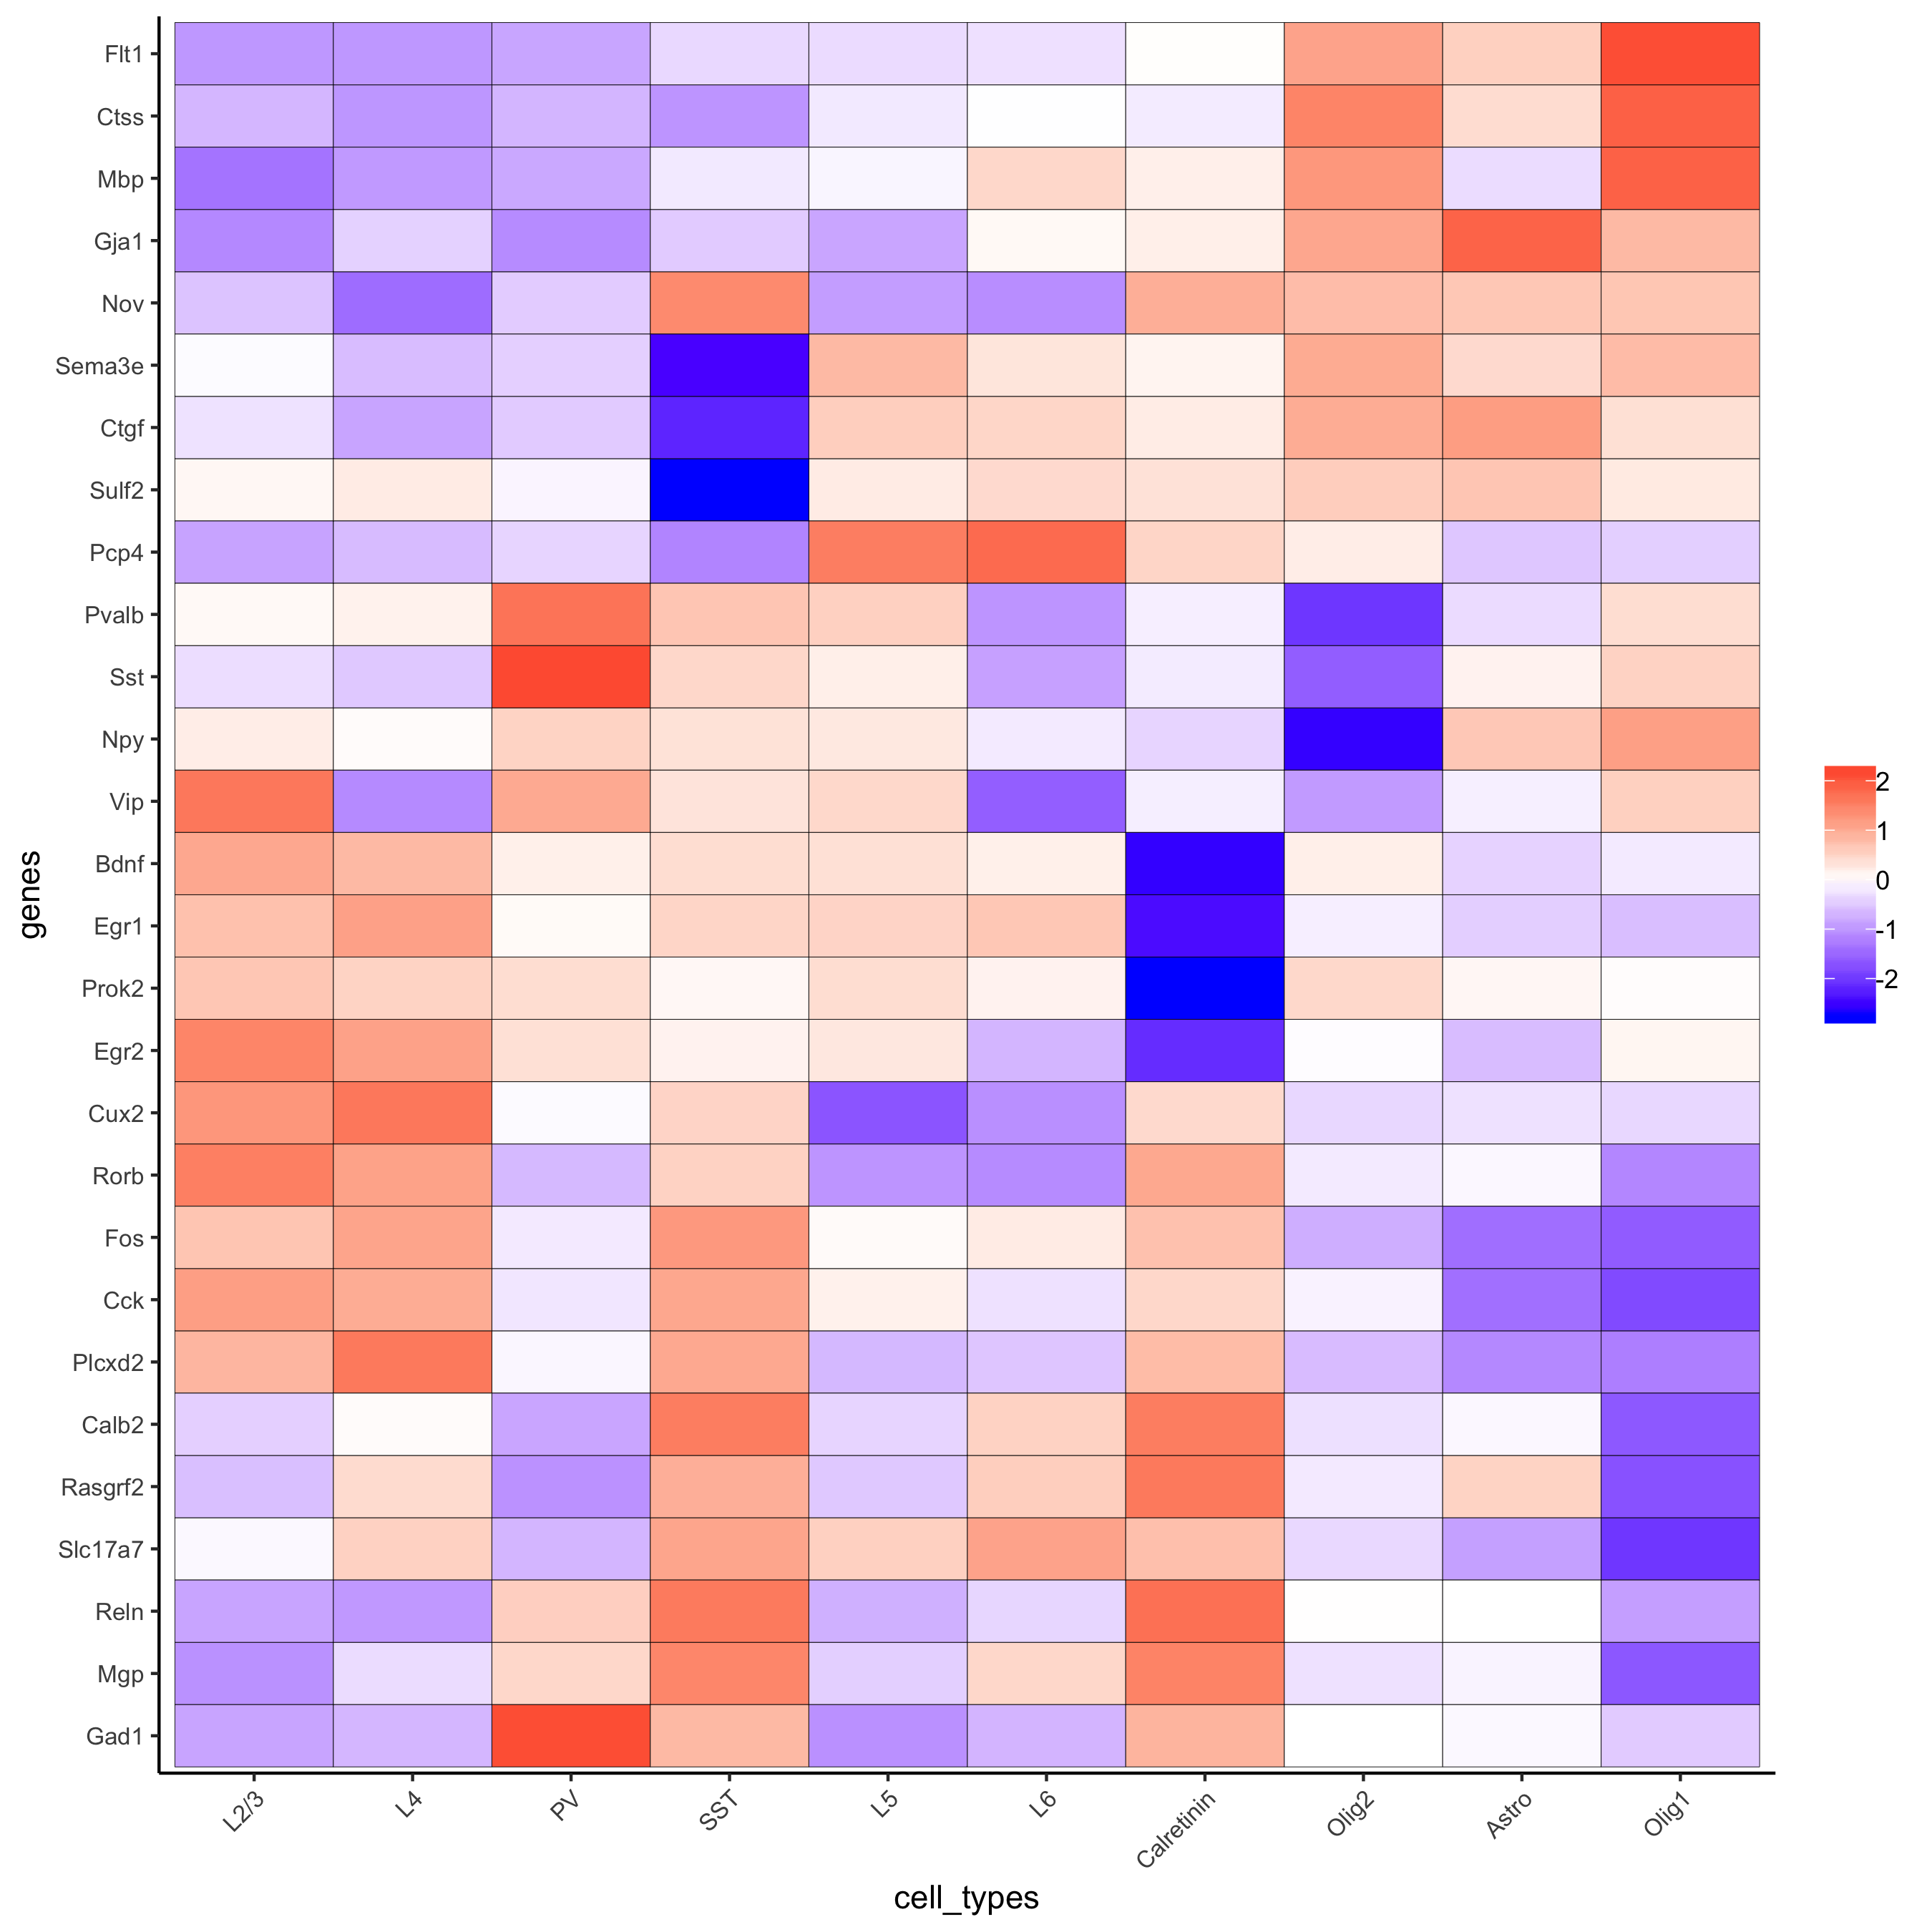 genes
Flt1
Ctss
Mbp
Gja1
Nov
Sema3e
Ctgf
Sulf2
Pcp4
Pvalb
Sst
Npy
Vip
Bdnf
Egr1
Prok2
Egr2
Cux2
Rorb
Fos
Cck
Plcxd2
Calb2
Rasgrf2
Slc17a7
Reln
Mgp
Gad1
L2/3
L4
PV
SST
L5
L6
Calretinin
Olig2
Astro
Olig1
cell_types
2
1
0
-1
-2